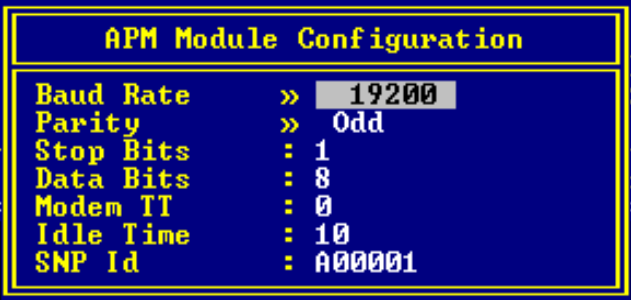 APM Module Configuration
Baud Rate » 19200
Parity » Odd
Stop Bits : 1
Data Bits : 8
Modem TT : 0
Idle Time : 10
SNP Id : A00001